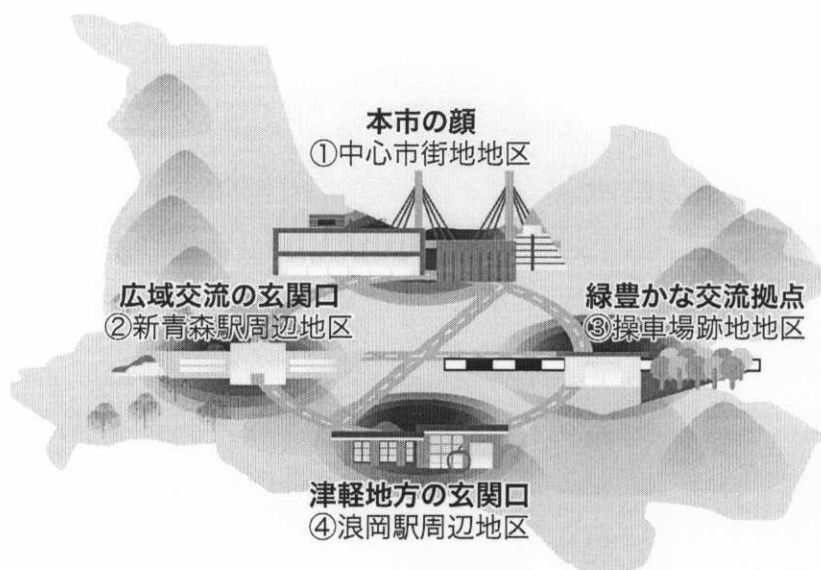 本市の顔
①中心市街地地区
広域交流の玄関口
②新青森駅周辺地区
緑豊かな交流拠点
③操車場跡地地区
津軽地方の玄関口
④浪岡駅周辺地区